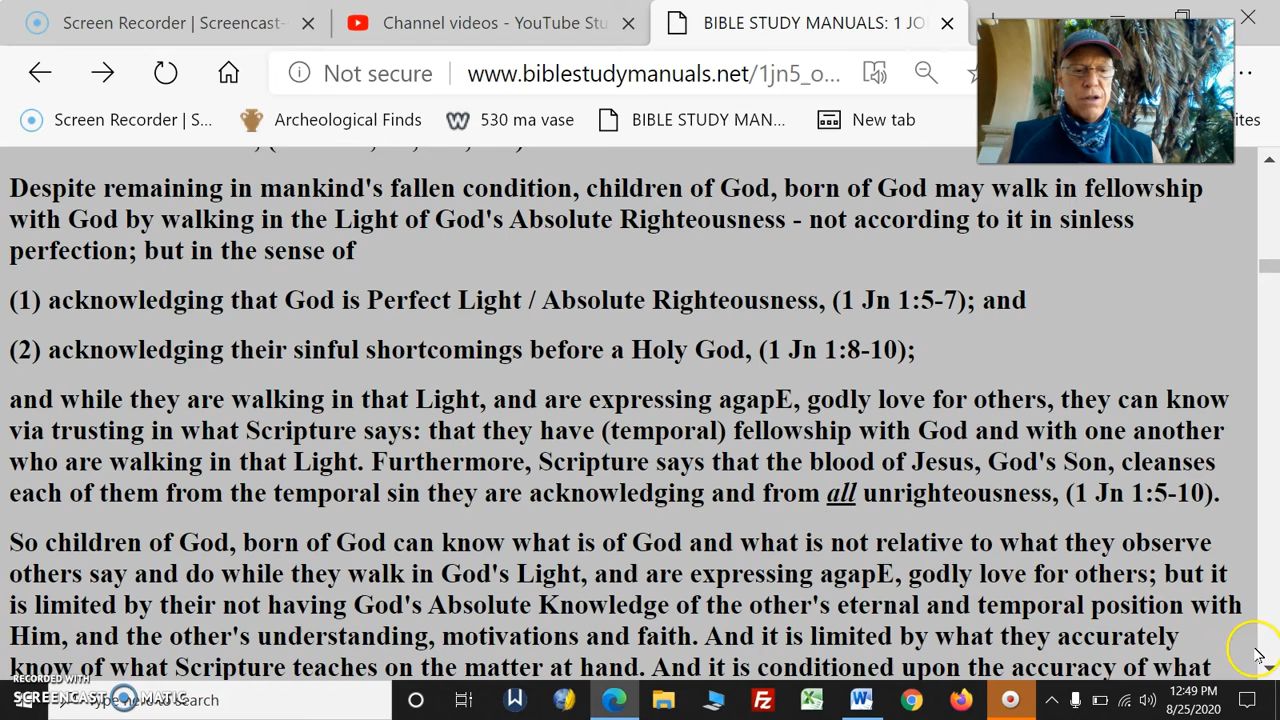 Screen Recorder | Screencast-
Channel videos - YouTube Stu
BIBLE STUDY MANUALS: 1 JO
Not secure
www.biblestudymanuals.net/1jn5_o...
Screen Recorder | S...
Archeological Finds
530 ma vase
BIBLE STUDY MAN...
New tab
ites
Despite remaining in mankind's fallen condition, children of God, born of God may walk in fellowship
with God by walking in the Light of God's Absolute Righteousness - not according to it in sinless
perfection; but in the sense of
(1) acknowledging that God is Perfect Light / Absolute Righteousness, (1 Jn 1:5-7); and
(2) acknowledging their sinful shortcomings before a Holy God, (1 Jn 1:8-10);
and while they are walking in that Light, and are expressing agapE, godly love for others, they can know
via trusting in what Scripture says: that they have (temporal) fellowship with God and with one another
who are walking in that Light. Furthermore, Scripture says that the blood of Jesus, God's Son, cleanses
each of them from the temporal sin they are acknowledging and from all unrighteousness, (1 Jn 1:5-10).
So children of God, born of God can know what is of God and what is not relative to what they observe
others say and do while they walk in God's Light, and are expressing agapE, godly love for others; but it
is limited by their not having God's Absolute Knowledge of the other's eternal and temporal position with
Him, and the other's understanding, motivations and faith. And it is limited by what they accurately
know of what Scripture teaches on the matter at hand. And it is conditioned upon the accuracy of what
RECORDED WITH
SCREENCAST MATIC
Type here to search
12:49 PM
8/25/2020